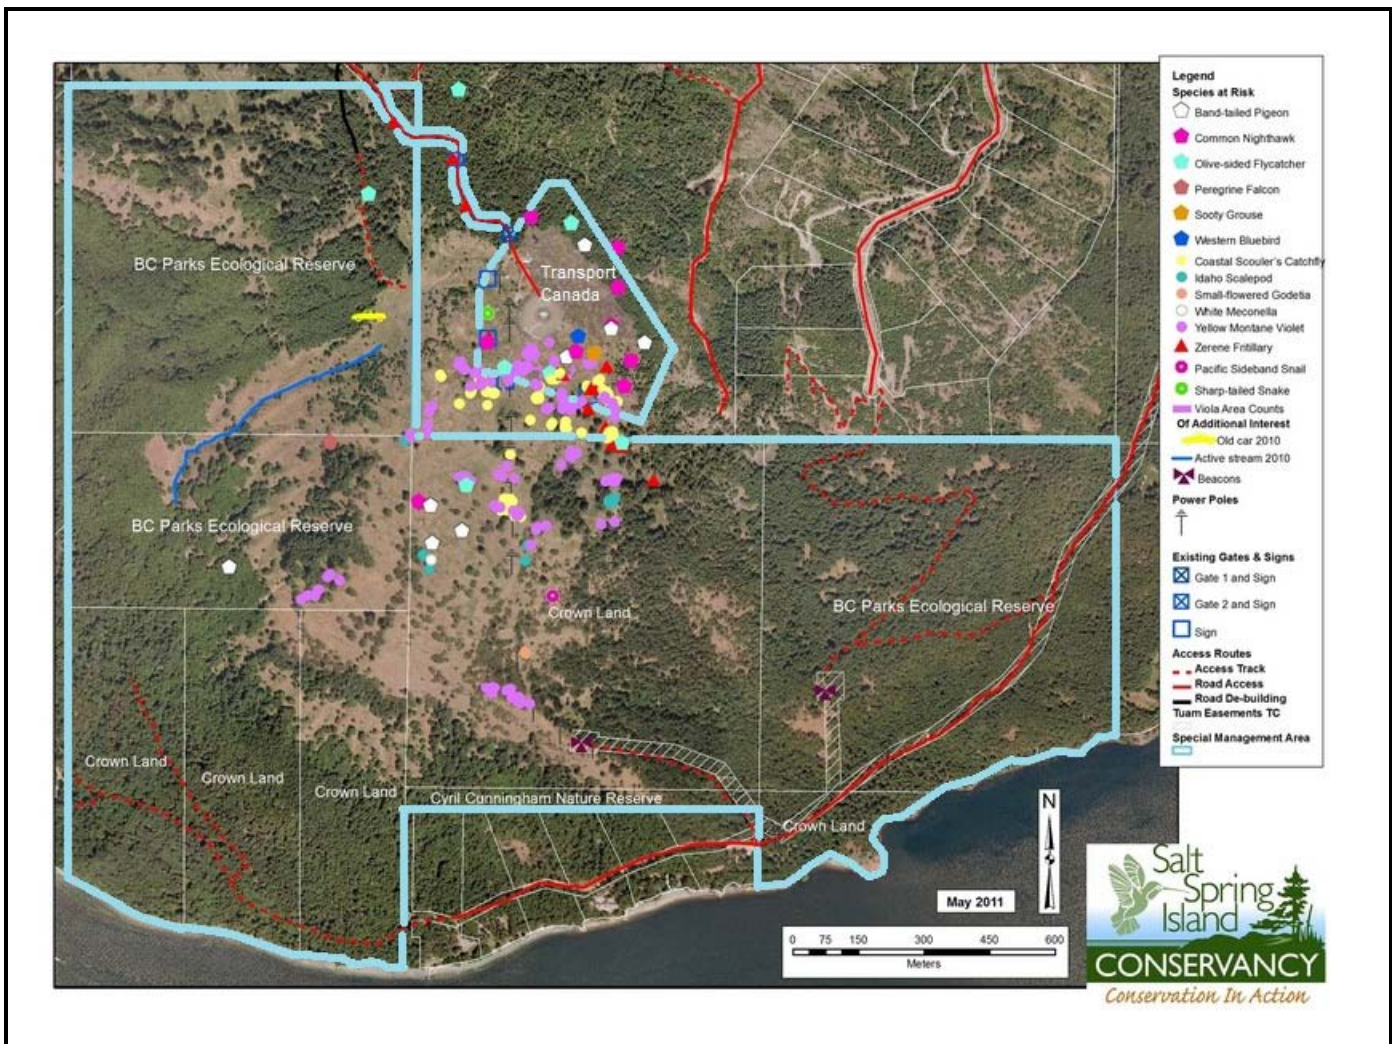 Transport
Canada
BC Parks Ecological Reserve
BC Parks Ecological Reserve
Crown Land
BC Parks Ecological Reserve
Crown Land
Crown Land
Crown Land
Cyril Cunningham Nature Reserve
Crown Land
Legend
Species at Risk
Band-tailed Pigeon
Common Nighthawk
Olive-sided Flycatcher
Peregrine Falcon
Sooty Grouse
Western Bluebird
Coastal Scouler's Catchfly
Idaho Scalepod
Small-flowered Godetia
White Meconella
Yellow Montane Violet
Zerene Fritillary
Pacific Sideband Snail
Sharp-tailed Snake
Viola Area Counts
Of Additional Interest
Old car 2010
Active stream 2010
Beacons
Power Poles
Existing Gates & Signs
Gate 1 and Sign
Gate 2 and Sign
Sign
Access Routes
Access Track
Road Access
Road De-building
Tuam Easements TC
Special Management Area
N
May 2011
0 75 150 300 450 600
Meters
Salt
Spring
Island
CONSERVANCY
Conservation In Action